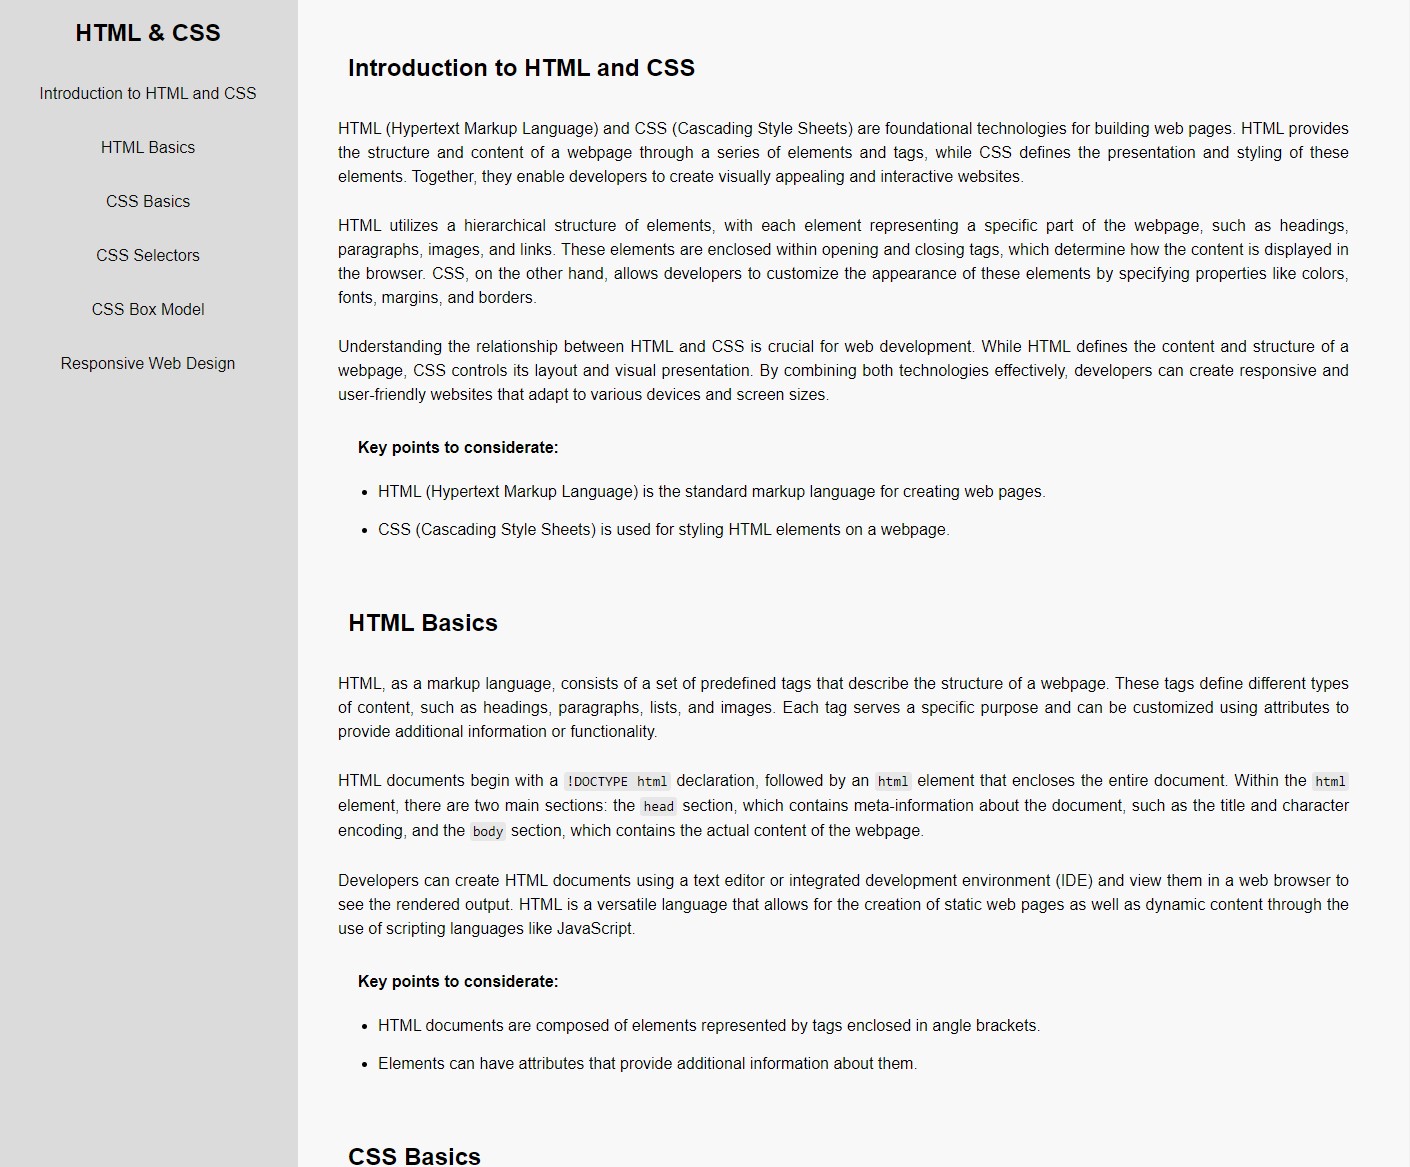 HTML & CSS
Introduction to HTML and CSS
HTML Basics
CSS Basics
CSS Selectors
CSS Box Model
Responsive Web Design
Introduction to HTML and CSS
HTML (Hypertext Markup Language) and CSS (Cascading Style Sheets) are foundational technologies for building web pages. HTML provides
the structure and content of a webpage through a series of elements and tags, while CSS defines the presentation and styling of these
elements. Together, they enable developers to create visually appealing and interactive websites.
HTML utilizes a hierarchical structure of elements, with each element representing a specific part of the webpage, such as headings,
paragraphs, images, and links. These elements are enclosed within opening and closing tags, which determine how the content is displayed in
the browser. CSS, on the other hand, allows developers to customize the appearance of these elements by specifying properties like colors,
fonts, margins, and borders.
Understanding the relationship between HTML and CSS is crucial for web development. While HTML defines the content and structure of a
webpage, CSS controls its layout and visual presentation. By combining both technologies effectively, developers can create responsive and
user-friendly websites that adapt to various devices and screen sizes.
Key points to considerate:
• HTML (Hypertext Markup Language) is the standard markup language for creating web pages.
• CSS (Cascading Style Sheets) is used for styling HTML elements on a webpage.
HTML Basics
HTML, as a markup language, consists of a set of predefined tags that describe the structure of a webpage. These tags define different types
of content, such as headings, paragraphs, lists, and images. Each tag serves a specific purpose and can be customized using attributes to
provide additional information or functionality.
HTML documents begin with a !DOCTYPE html declaration, followed by an html element that encloses the entire document. Within the html
element, there are two main sections: the head section, which contains meta-information about the document, such as the title and character
encoding, and the body section, which contains the actual content of the webpage.
Developers can create HTML documents using a text editor or integrated development environment (IDE) and view them in a web browser to
see the rendered output. HTML is a versatile language that allows for the creation of static web pages as well as dynamic content through the
use of scripting languages like JavaScript.
Key points to considerate:
• HTML documents are composed of elements represented by tags enclosed in angle brackets.
• Elements can have attributes that provide additional information about them.
CSS Basics